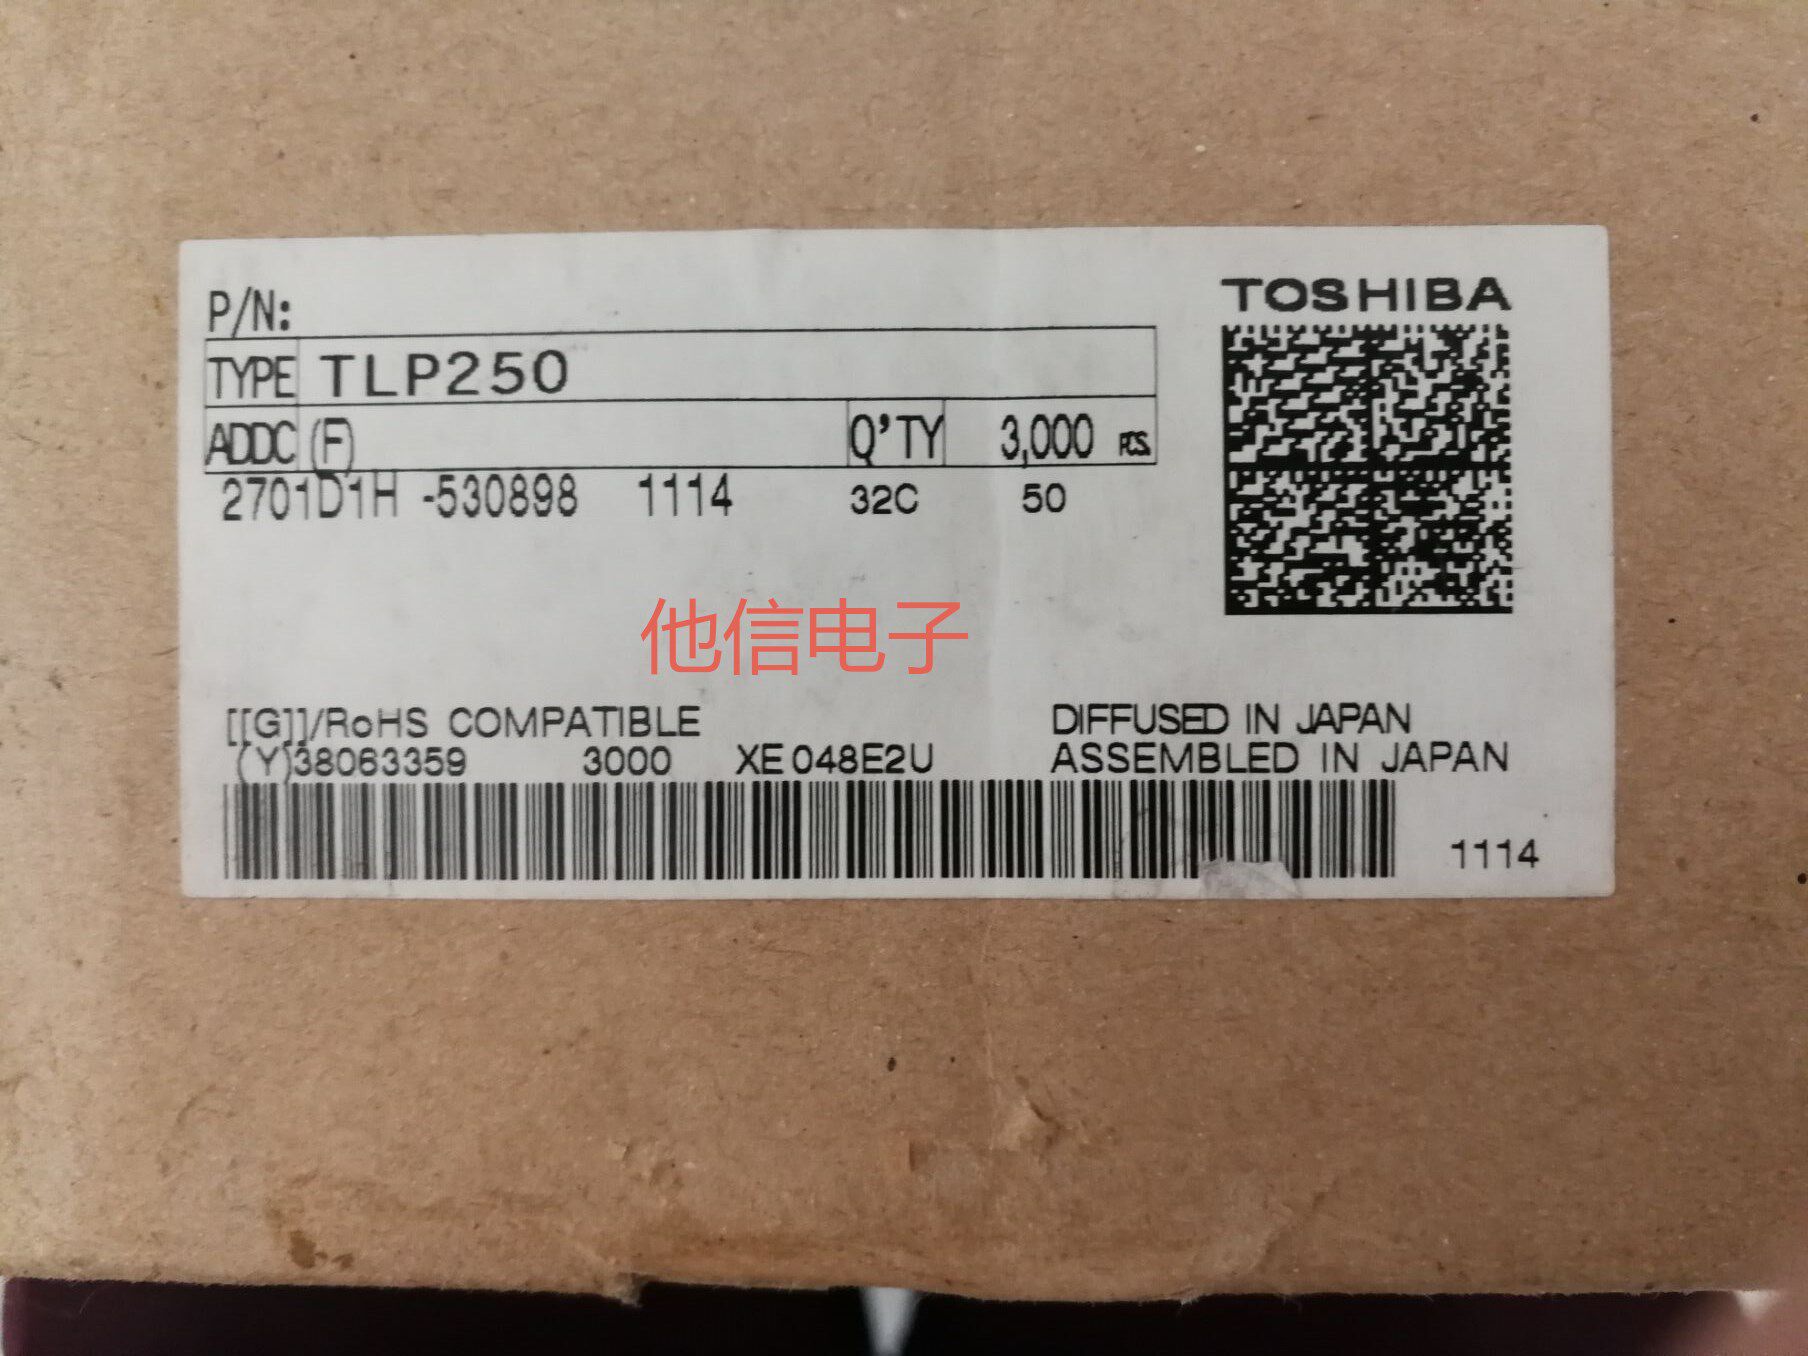 P/N:
TOSHIBA
TYPE TLP250
ADDC (F) Q'TY 3,000 PCS.
2701D1H -530898 1114 32C 50
他信电子
[[G]]/RoHS COMPATIBLE DIFFUSED IN JAPAN
(Y)38063359 3000 XE048E2U ASSEMBLED IN JAPAN
1114